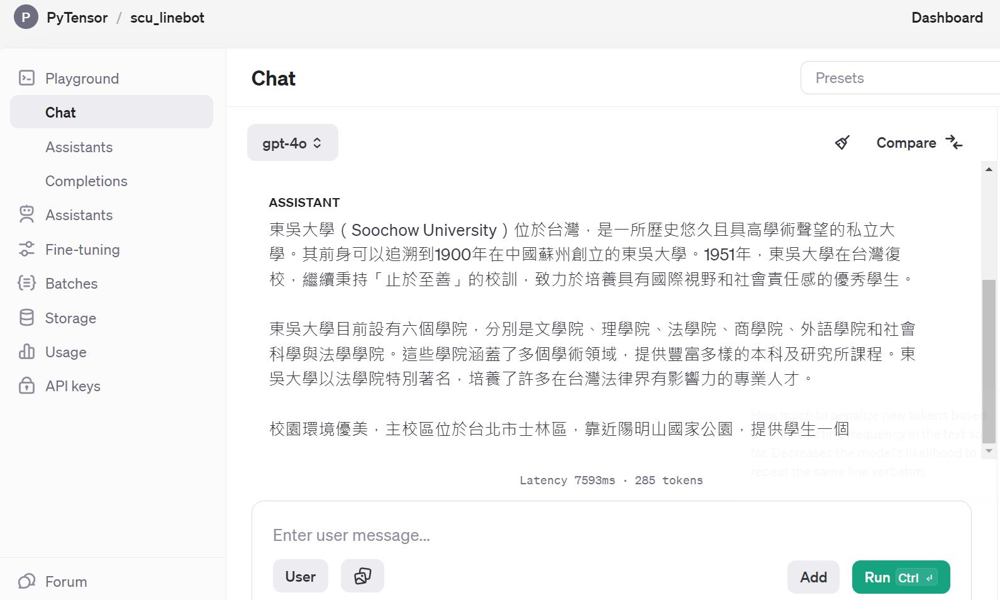 P PyTensor / scu_linebot
Dashboard
Playground
Chat
Assistants
Completions
Assistants
Fine-tuning
Batches
Storage
Usage
API keys
Forum
Chat
Presets
gpt-4o
Compare
ASSISTANT
東吳大學（Soochow University）位於台灣，是一所歷史悠久且具高學術聲望的私立大
學。其前身可以追溯到1900年在中國蘇州創立的東吳大學。1951年，東吳大學在台灣復
校，繼續秉持「止於至善」的校訓，致力於培養具有國際視野和社會責任感的優秀學生。
東吳大學目前設有六個學院，分別是文學院、理學院、法學院、商學院、外語學院和社會
科學與法學學院。這些學院涵蓋了多個學術領域，提供豐富多樣的本科及研究所課程。東
吳大學以法學院特別著名，培養了許多在台灣法律界有影響力的專業人才。
校園環境優美，主校區位於台北市士林區，靠近陽明山國家公園，提供學生一個
How much to penalize new tokens based
frequency in the text so
far. Decreases the model's likelihood to
repeat the same line verbatim.
Latency 7593ms · 285 tokens
Enter user message...
User
Add
Run Ctrl ↵